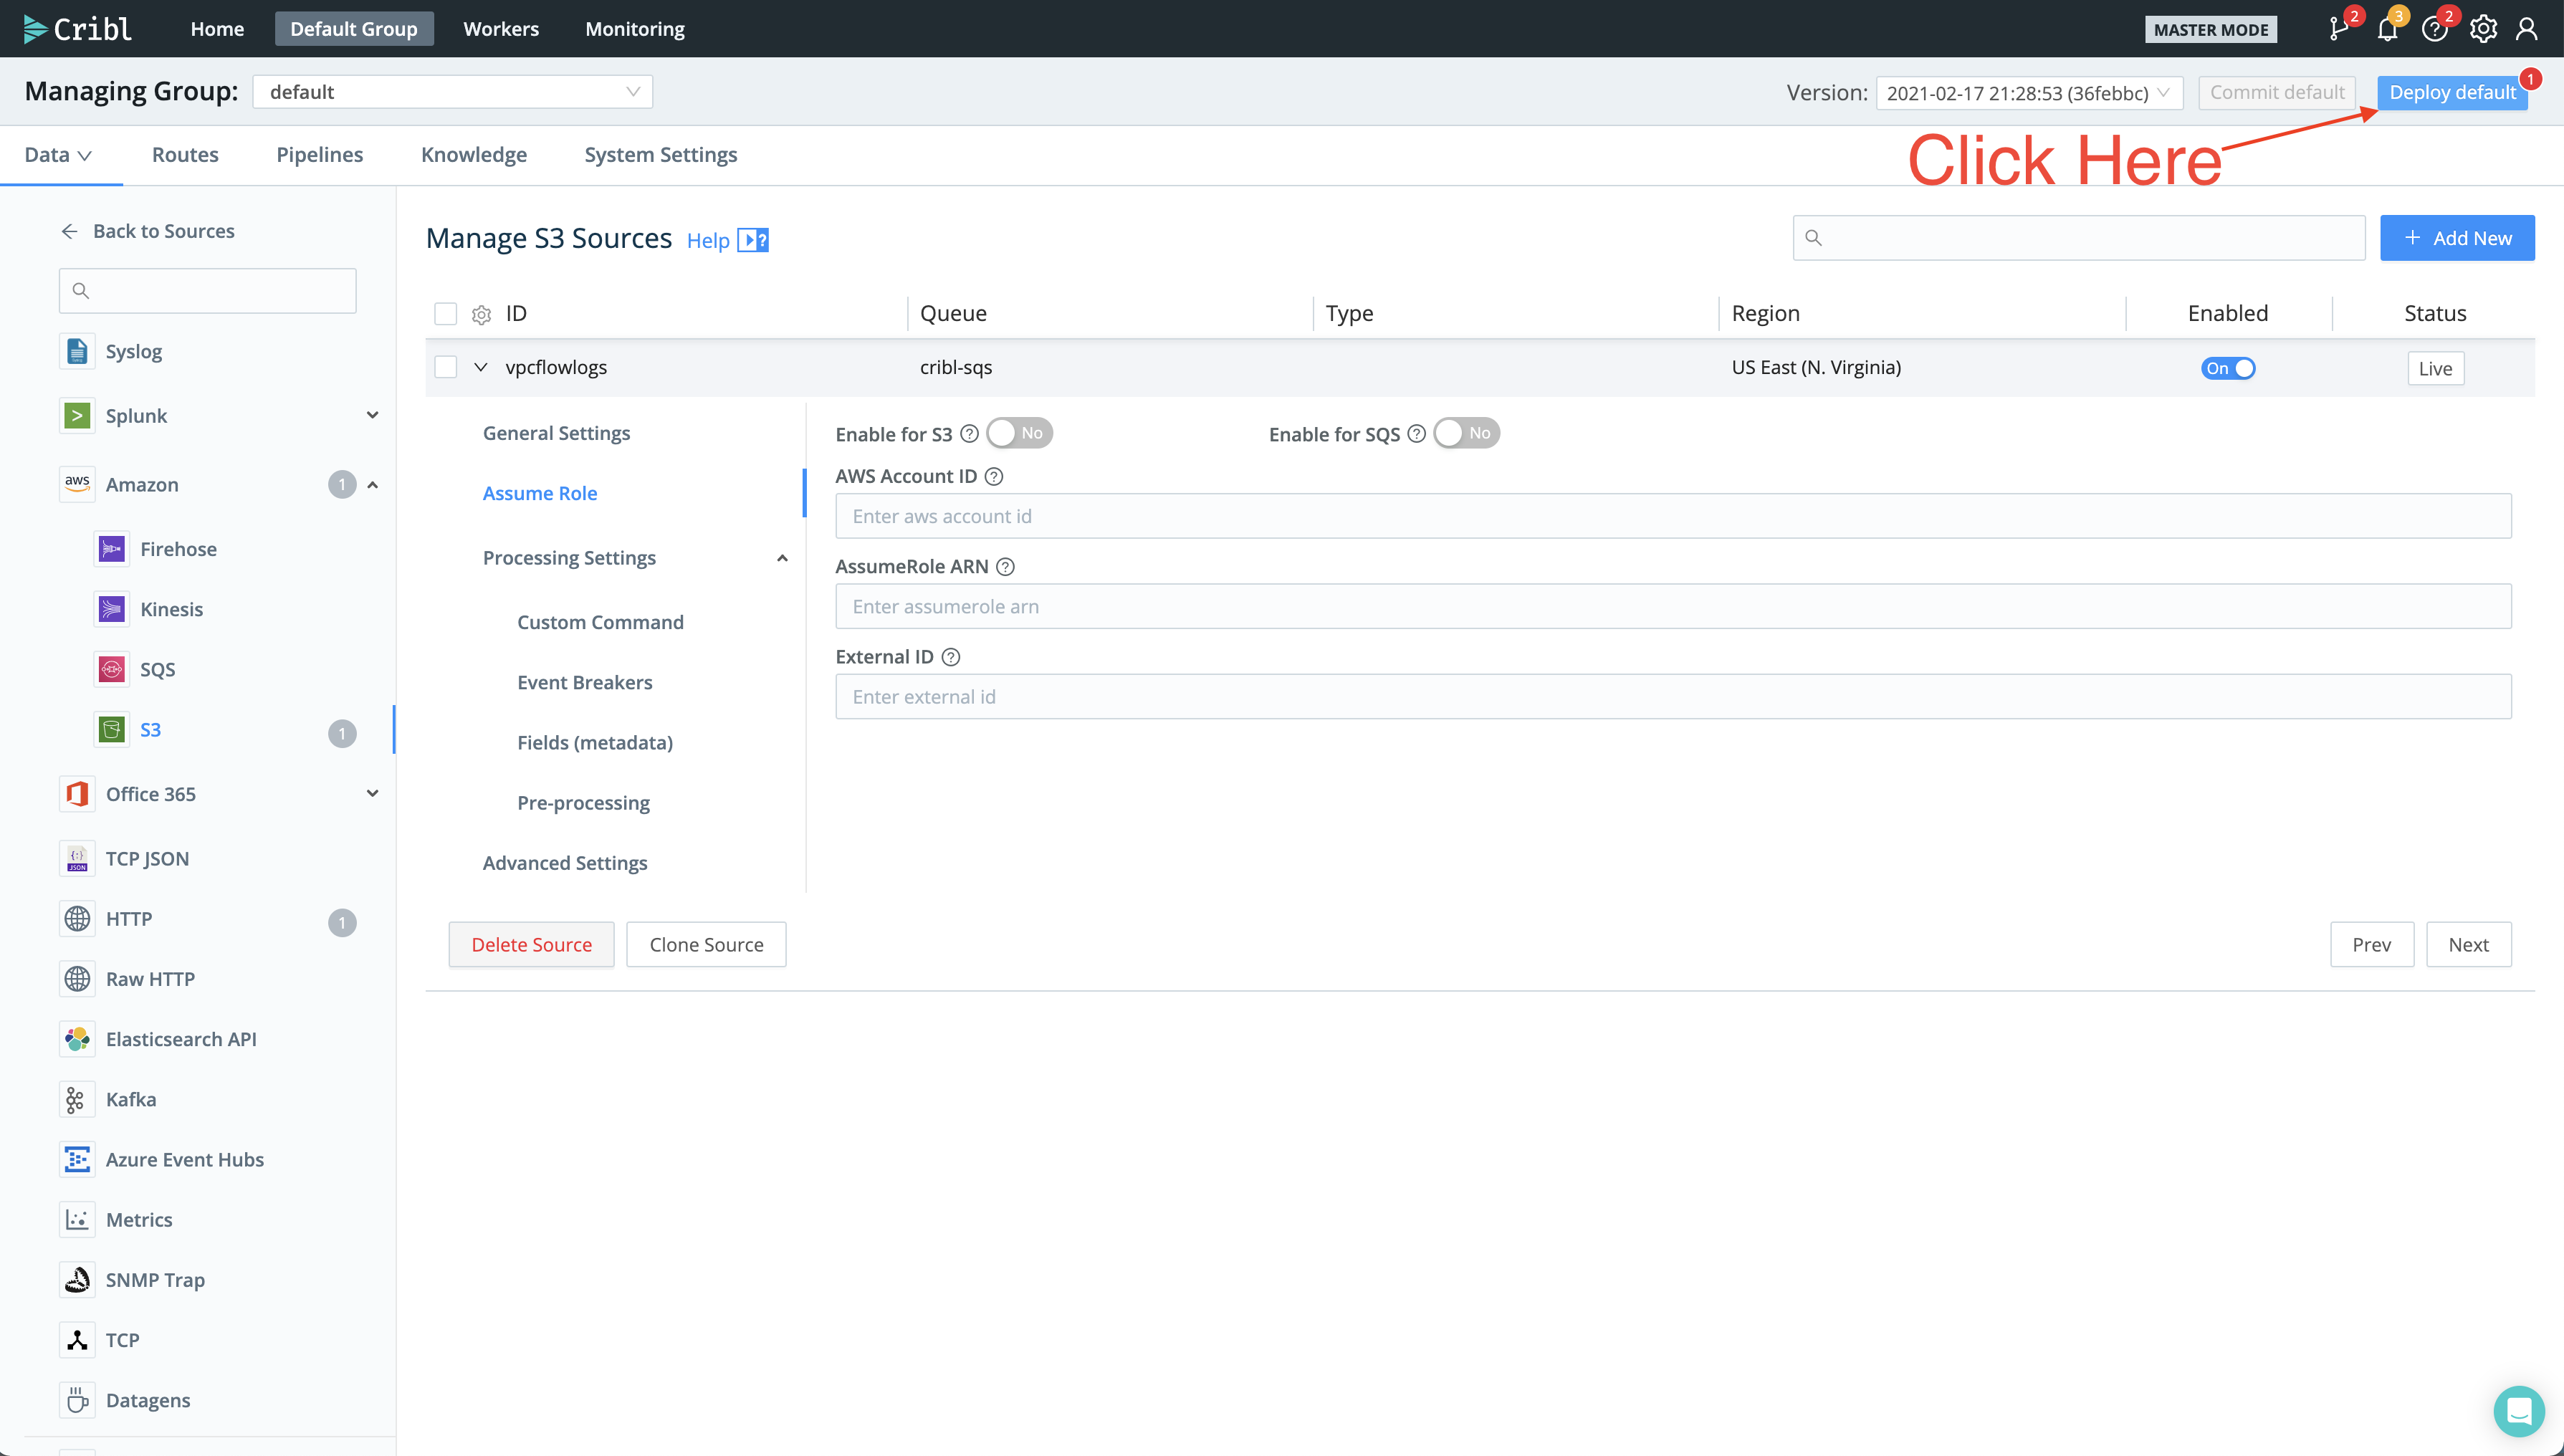 Cribl Home Default Group Workers Monitoring MASTER MODE 2 3 2
Managing Group: default Version: 2021-02-17 21:28:53 (36febbc) Commit default Deploy default 1
Data Routes Pipelines Knowledge System Settings Click Here
Back to Sources
Syslog
Splunk
aws Amazon 1
Firehose
Kinesis
SQS
S3 1
Office 365
JSON TCP JSON
HTTP 1
Raw HTTP
Elasticsearch API
Kafka
Azure Event Hubs
Metrics
SNMP Trap
TCP
Datagens
Manage S3 Sources Help
+ Add New
ID Queue Type Region Enabled Status
vpcflowlogs cribl-sqs US East (N. Virginia) On Live
General Settings
Assume Role
Processing Settings
Custom Command
Event Breakers
Fields (metadata)
Pre-processing
Advanced Settings
Enable for S3 ? No Enable for SQS ? No
AWS Account ID ?
Enter aws account id
AssumeRole ARN ?
Enter assumerole arn
External ID ?
Enter external id
Delete Source Clone Source Prev Next